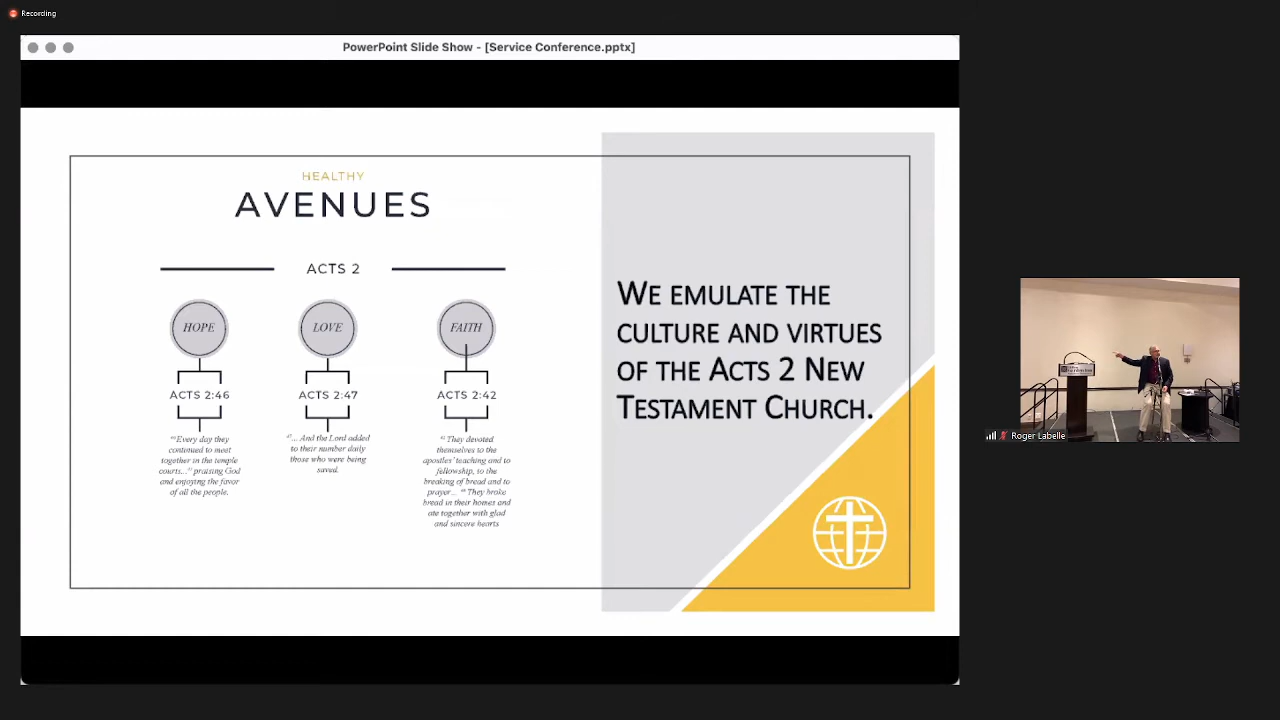 Recording
PowerPoint Slide Show - [Service Conference.pptx]
HEALTHY
AVENUES
ACTS 2
HOPE
LOVE
FAITH
ACTS 2:46
ACTS 2:47
ACTS 2:42
46 Every day they
continued to meet
together in the temple
courts...47 praising God
and enjoying the favor
of all the people.
47... And the Lord added
to their number daily
those who were being
saved.
42 They devoted
themselves to the
apostles' teaching and to
fellowship, to the
breaking of bread and to
prayer... 46 They broke
bread in their homes and
ate together with glad
and sincere hearts
WE EMULATE THE
CULTURE AND VIRTUES
OF THE ACTS 2 NEW
TESTAMENT CHURCH.
Roger Labelle